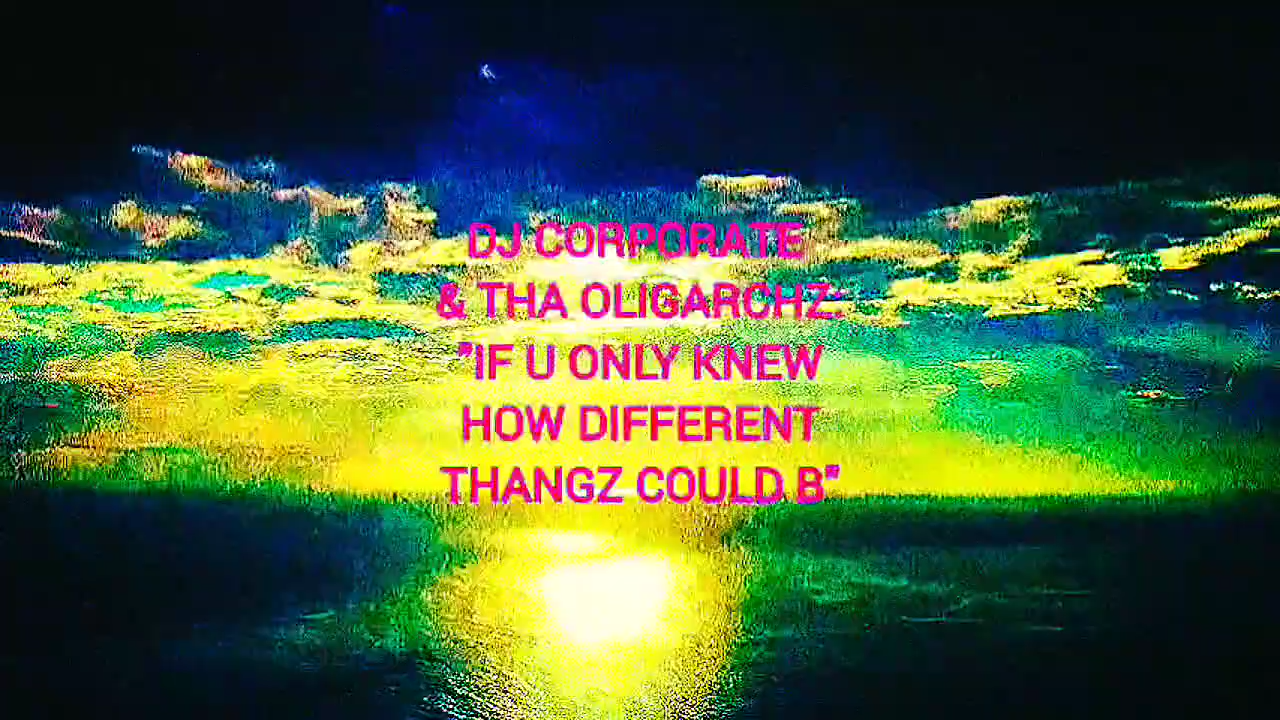 DJ CORPORATE
& THA OLIGARCHZ:
"IF U ONLY KNEW
HOW DIFFERENT
THANGZ COULD B"